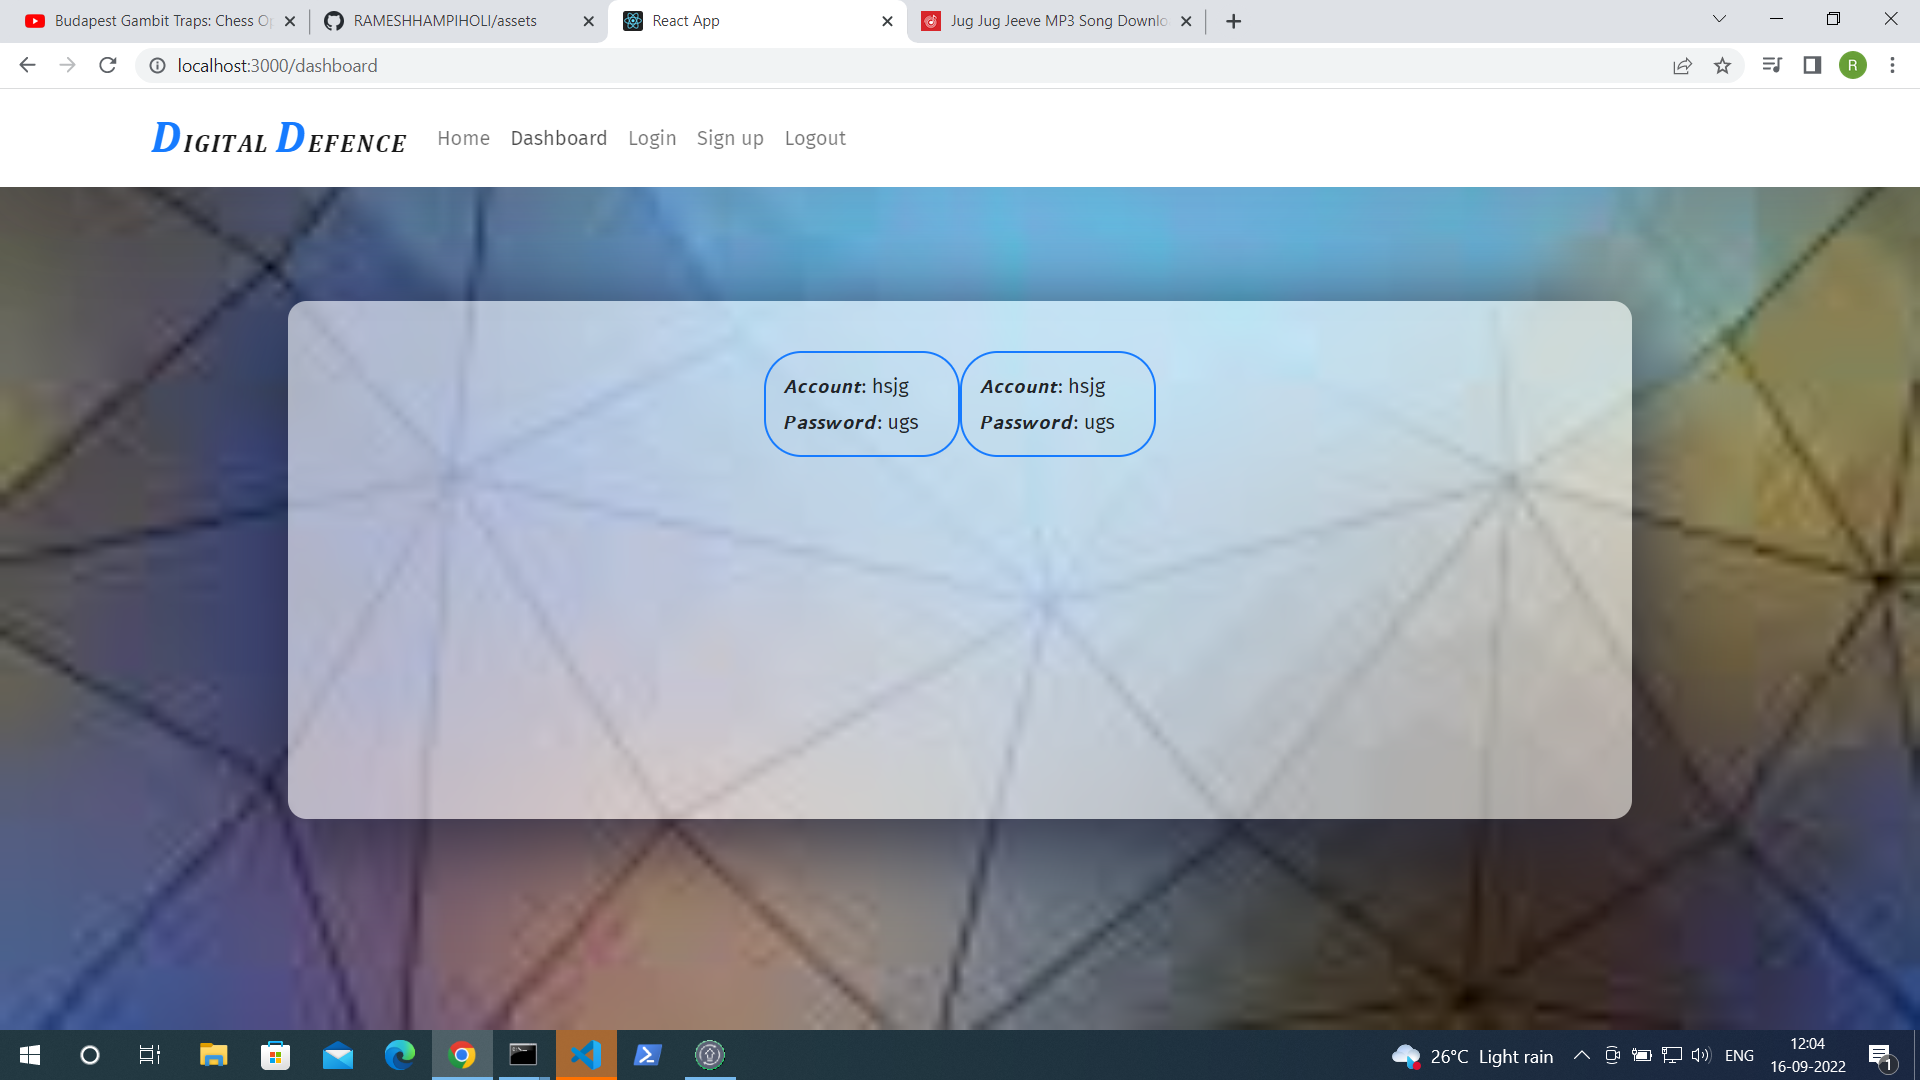 Budapest Gambit Traps: Chess Op
RAMESHHAMPIHOLI/assets
React App
Jug Jug Jeeve MP3 Song Downlo
localhost:3000/dashboard
R
DIGITAL DEFENCE
Home
Dashboard
Login
Sign up
Logout
Account: hsjg
Password: ugs
Account: hsjg
Password: ugs
26°C Light rain
ENG
12:04
16-09-2022
1